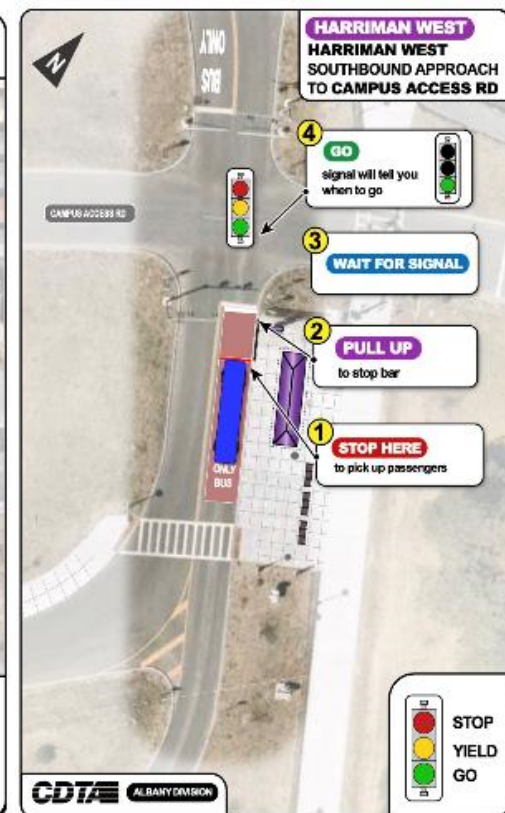 HARRIMAN WEST
HARRIMAN WEST
SOUTHBOUND APPROACH
TO CAMPUS ACCESS RD
N
ONLY
BUS
4
GO
signal will tell you
when to go
CAMPUS ACCESS RD
3
WAIT FOR SIGNAL
2
PULL UP
to stop bar
1
STOP HERE
to pick up passengers
ONLY
BUS
STOP
YIELD
GO
CDTA ALBANY DIVISION